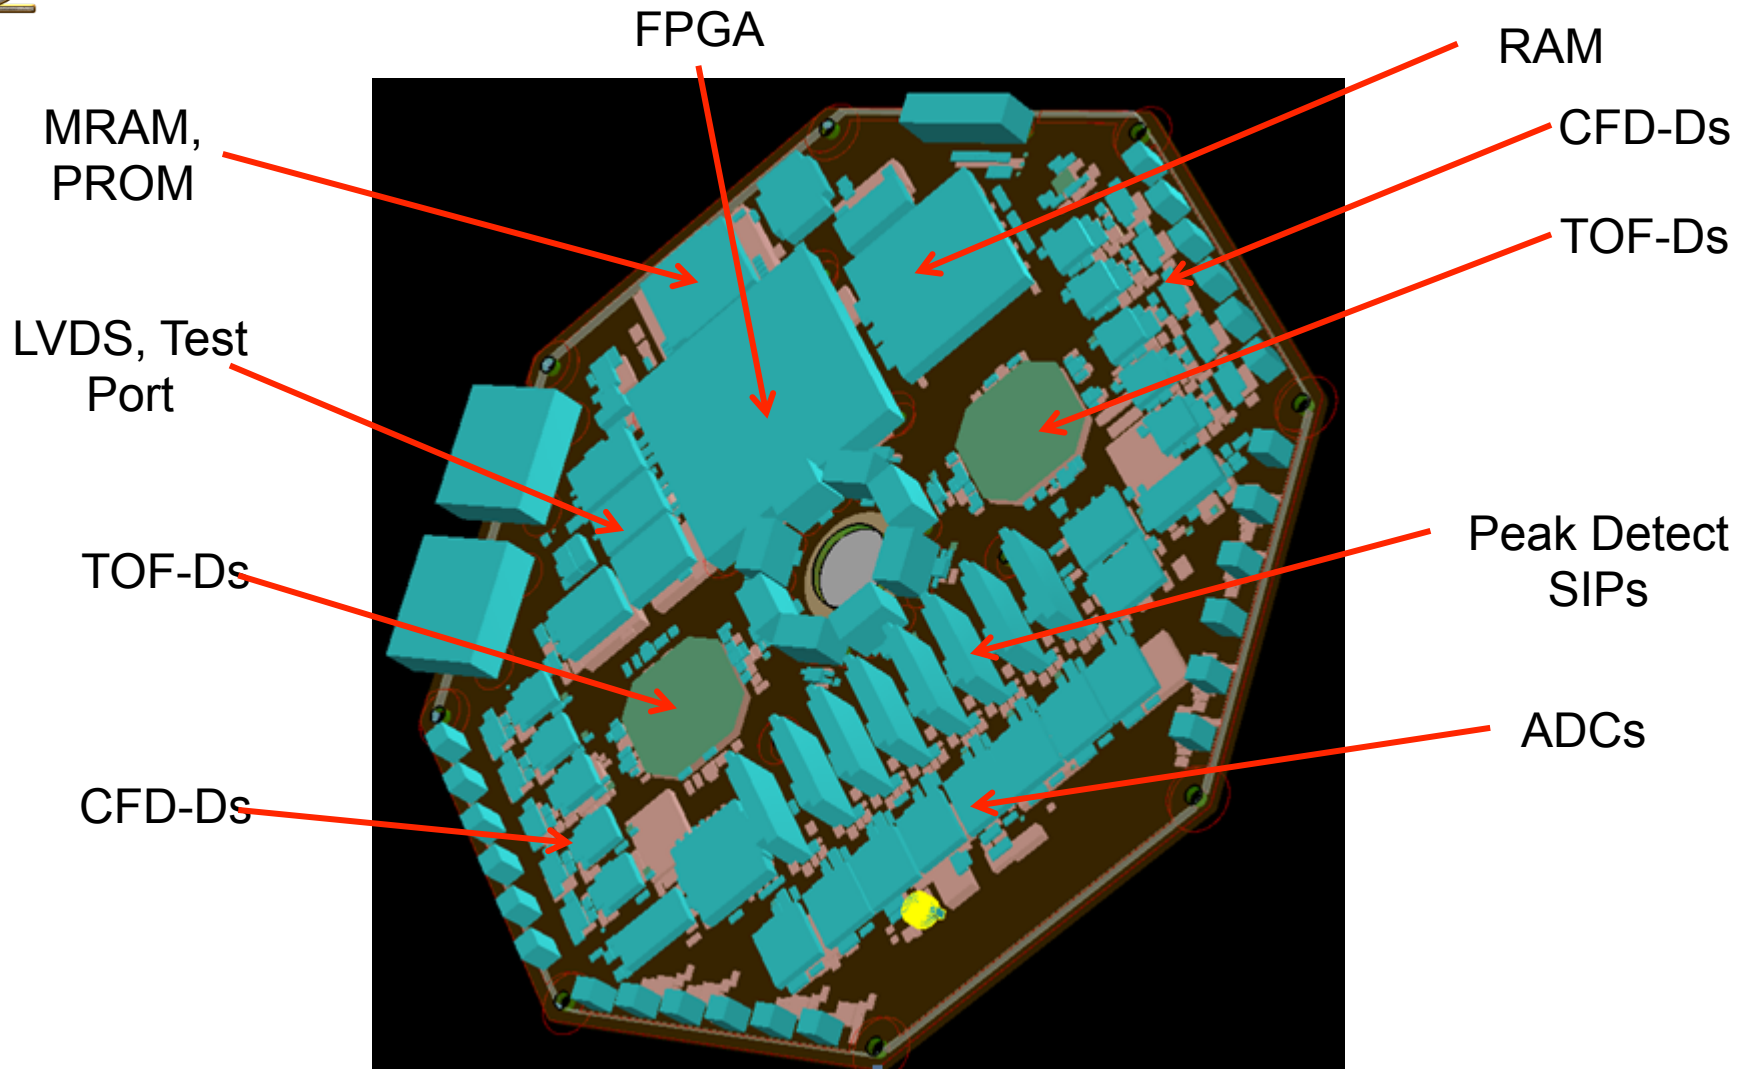 FPGA
RAM
MRAM,
PROM
CFD-Ds
TOF-Ds
LVDS, Test
Port
Peak Detect
SIPs
TOF-Ds
ADCs
CFD-Ds